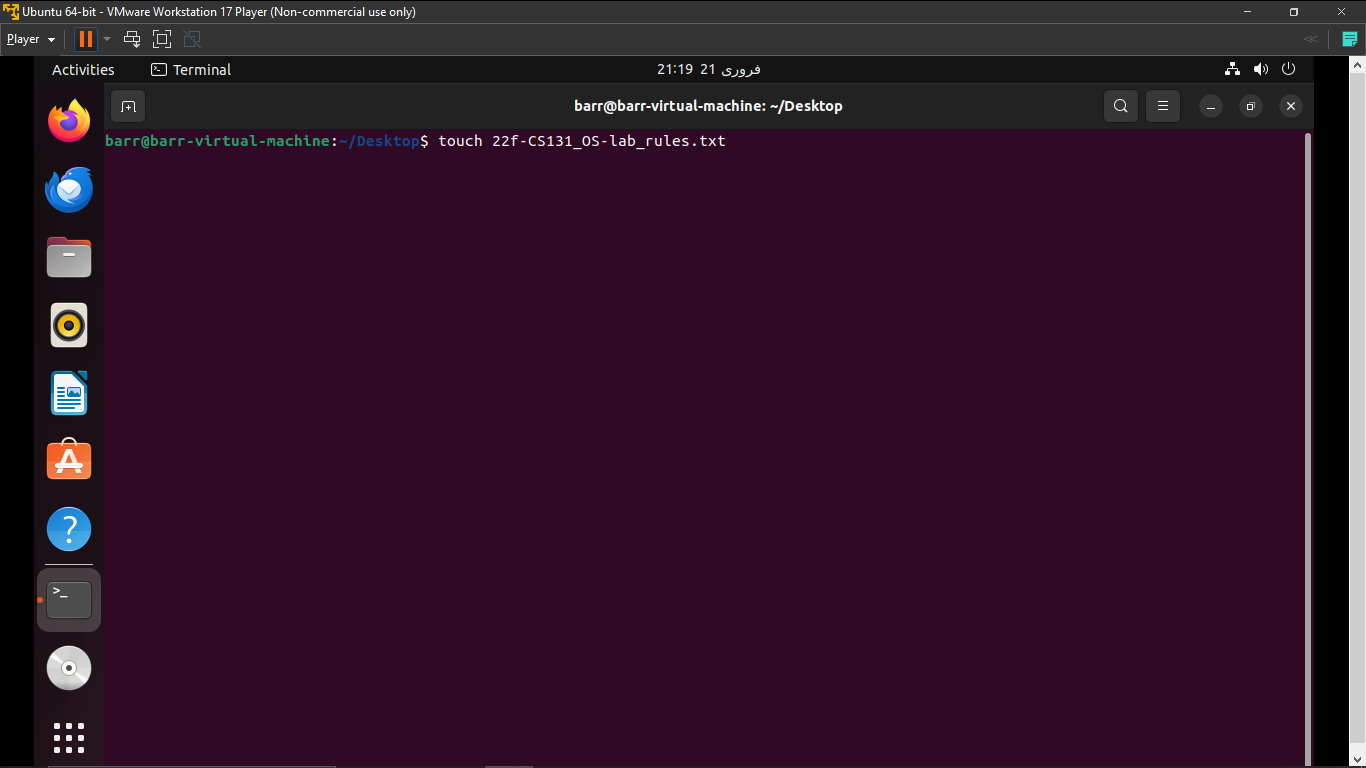 Ubuntu 64-bit - VMware Workstation 17 Player (Non-commercial use only)
Player
Activities Terminal 21:19 21 فروری
barr@barr-virtual-machine: ~/Desktop
barr@barr-virtual-machine:~/Desktop$ touch 22f-CS131_OS-lab_rules.txt